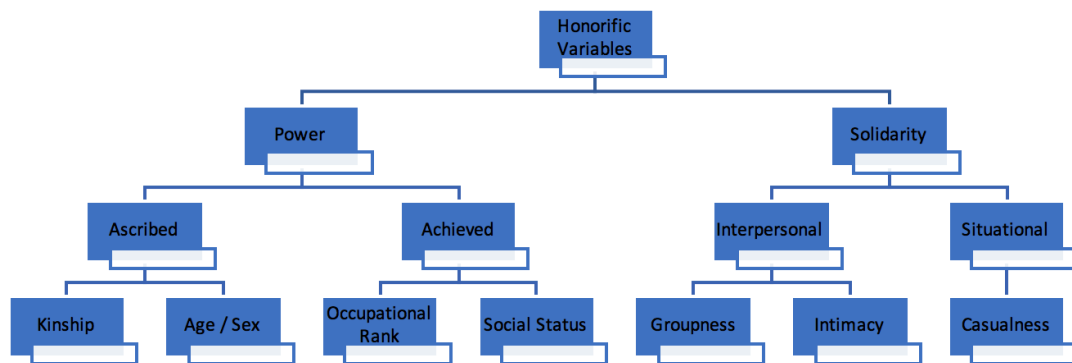 Honorific
Variables
Power
Solidarity
Ascribed
Achieved
Interpersonal
Situational
Kinship
Age / Sex
Occupational
Rank
Social Status
Groupness
Intimacy
Casualness